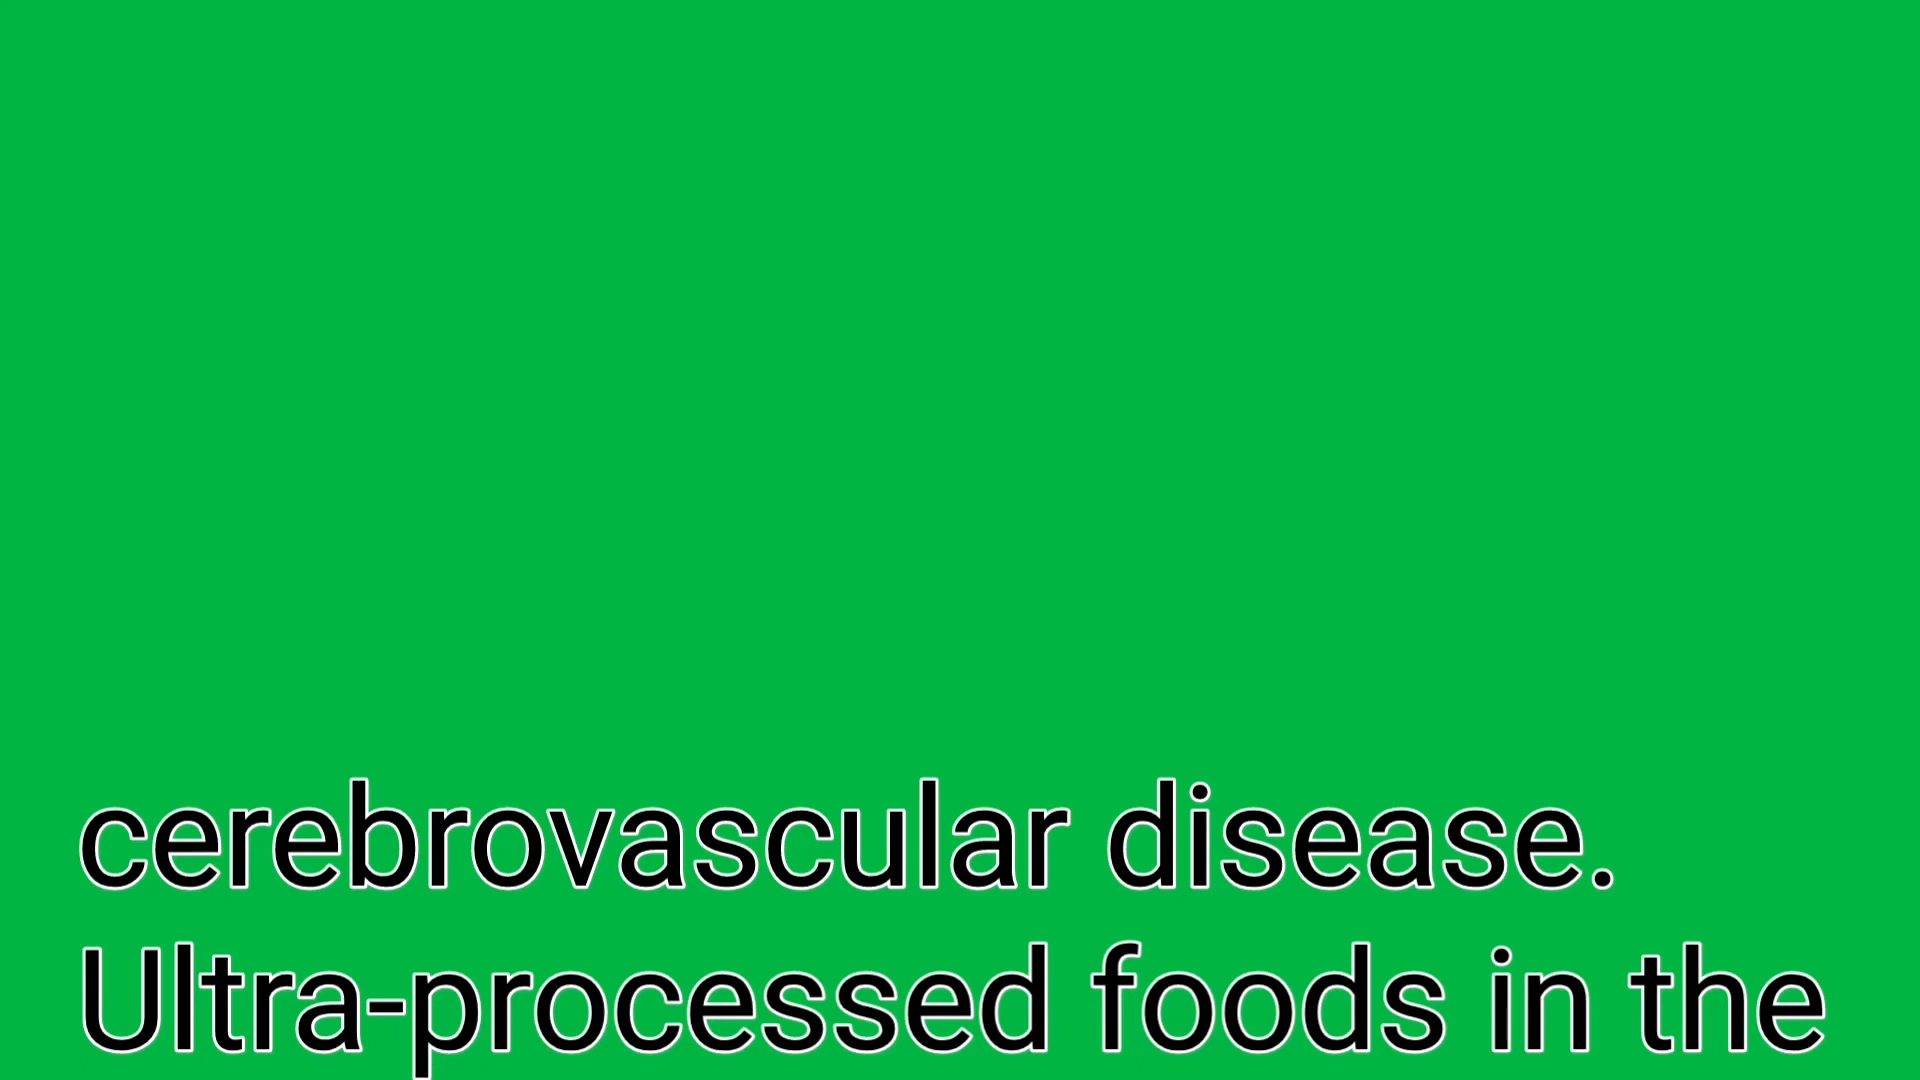 cerebrovascular disease.
Ultra-processed foods in the